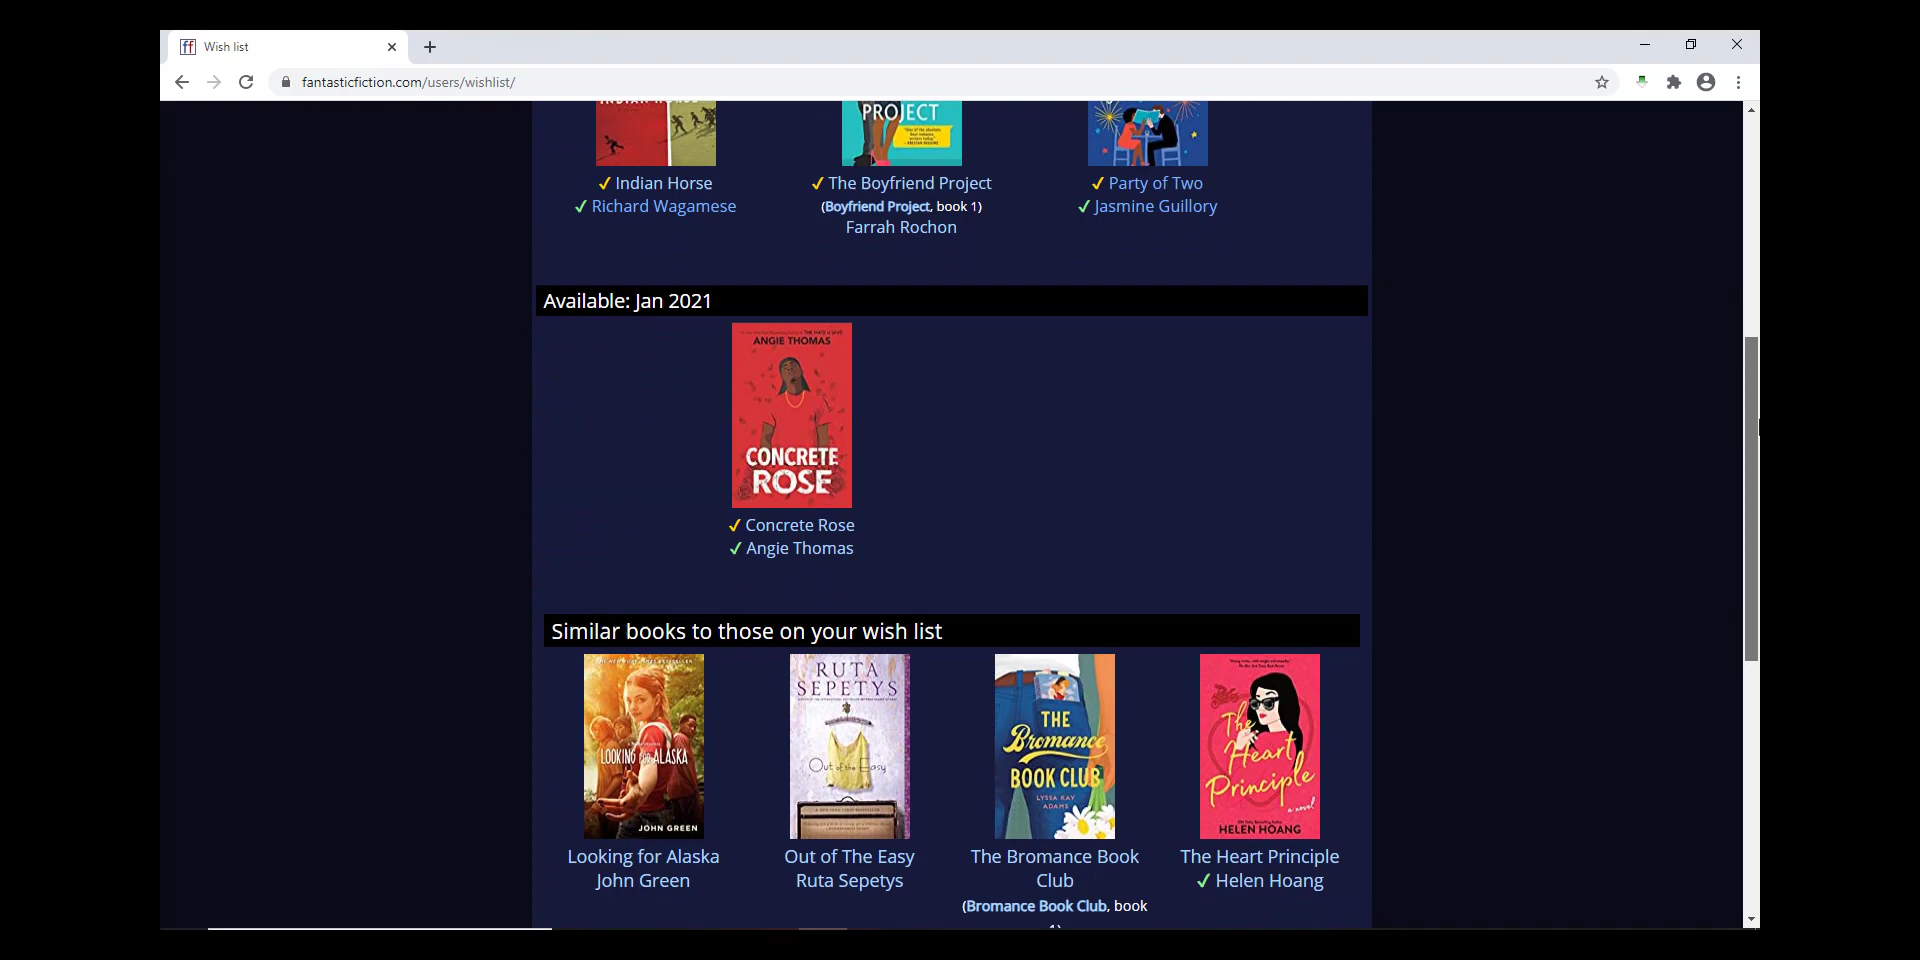 ff Wish list
fantasticfiction.com/users/wishlist/
PROJECT
✓ Indian Horse
✓ Richard Wagamese
✓ The Boyfriend Project
(Boyfriend Project, book 1)
Farrah Rochon
✓ Party of Two
✓ Jasmine Guillory
Available: Jan 2021
ANGIE THOMAS
CONCRETE
ROSE
✓ Concrete Rose
✓ Angie Thomas
Similar books to those on your wish list
LOOKING FOR ALASKA
JOHN GREEN
Looking for Alaska
John Green
RUTA
SEPETYS
Out of the Easy
Out of The Easy
Ruta Sepetys
THE
Bromance
BOOK CLUB
LYSSA KAY
ADAMS
The Bromance Book
Club
(Bromance Book Club, book
1)
The
Heart
Principle
a novel
HELEN HOANG
The Heart Principle
✓ Helen Hoang